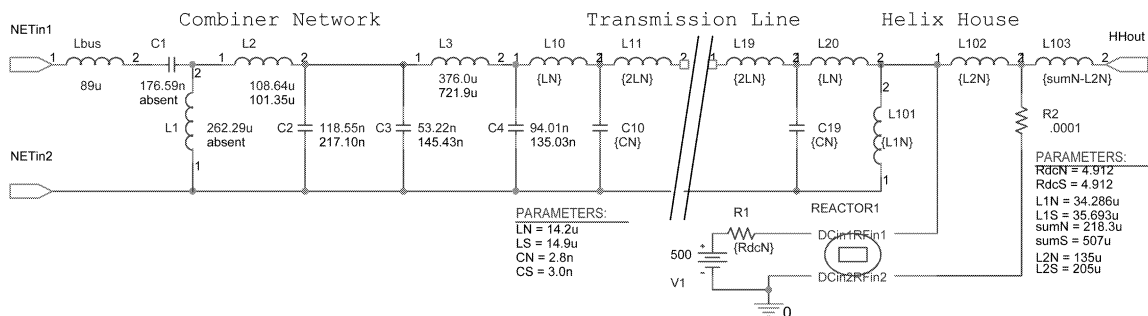 Combiner Network Transmission Line Helix House
NETin1 HHout
Lbus C1 L2 L3 L10 L11 L19 L20 L102 L103
1 2 1 2 1 2 1 2 1 2 1 2 1 2 1 2 1 2
89u 176.59n absent 2 108.64u 101.35u 376.0u 721.9u {LN} {2LN} {2LN} {LN} {L2N} {sumN-L2N}
L1 262.29u absent 1
C2 118.55n 217.10n
C3 53.22n 145.43n
C4 94.01n 135.03n
C10 {CN}
C19 {CN}
2 L101 {L1N} 1
R2 .0001
NETin2
PARAMETERS:
LN = 14.2u
LS = 14.9u
CN = 2.8n
CS = 3.0n
R1 {RdcN}
REACTOR1
500 V1
DCin1RFin1
DCin2RFin2
0
PARAMETERS:
RdcN = 4.912
RdcS = 4.912
L1N = 34.286u
L1S = 35.693u
sumN = 218.3u
sumS = 507u
L2N = 135u
L2S = 205u